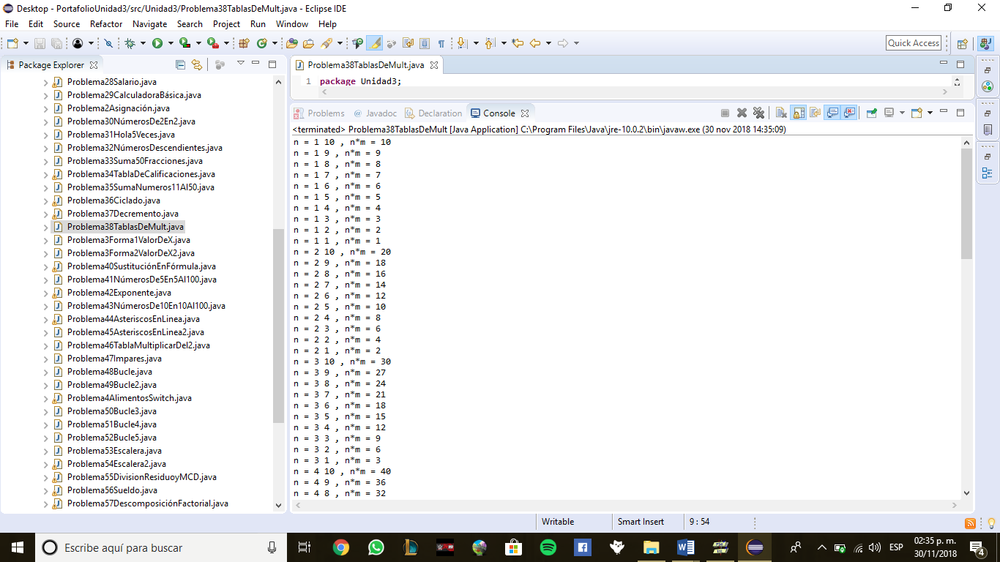 Desktop - PortafolioUnidad3/src/Unidad3/Problema38TablasDeMult.java - Eclipse IDE
File Edit Source Refactor Navigate Search Project Run Window Help
Quick Access
Package Explorer
Problema28Salario.java
Problema29CalculadoraBásica.java
Problema2Asignación.java
Problema30NúmerosDe2En2.java
Problema31Hola5Veces.java
Problema32NúmerosDescendientes.java
Problema33Suma50Fracciones.java
Problema34TablaDeCalificaciones.java
Problema35SumaNumeros11Al50.java
Problema36Ciclado.java
Problema37Decremento.java
Problema38TablasDeMult.java
Problema3Forma1ValorDeX.java
Problema3Forma2ValorDeX2.java
Problema40SustituciónEnFórmula.java
Problema41NúmerosDe5En5Al100.java
Problema42Exponente.java
Problema43NúmerosDe10En10Al100.java
Problema44AsteriscosEnLinea.java
Problema45AsteriscosEnLinea2.java
Problema46TablaMultiplicarDel2.java
Problema47Impares.java
Problema48Bucle.java
Problema49Bucle2.java
Problema4AlimentosSwitch.java
Problema50Bucle3.java
Problema51Bucle4.java
Problema52Bucle5.java
Problema53Escalera.java
Problema54Escalera2.java
Problema55DivisionResiduoyMCD.java
Problema56Sueldo.java
Problema57DescomposiciónFactorial.java
Problema38TablasDeMult.java
1 package Unidad3;
Problems @ Javadoc Declaration Console
<terminated> Problema38TablasDeMult [Java Application] C:\Program Files\Java\jre-10.0.2\bin\javaw.exe (30 nov 2018 14:35:09)
n = 1 10 , n*m = 10
n = 1 9 , n*m = 9
n = 1 8 , n*m = 8
n = 1 7 , n*m = 7
n = 1 6 , n*m = 6
n = 1 5 , n*m = 5
n = 1 4 , n*m = 4
n = 1 3 , n*m = 3
n = 1 2 , n*m = 2
n = 1 1 , n*m = 1
n = 2 10 , n*m = 20
n = 2 9 , n*m = 18
n = 2 8 , n*m = 16
n = 2 7 , n*m = 14
n = 2 6 , n*m = 12
n = 2 5 , n*m = 10
n = 2 4 , n*m = 8
n = 2 3 , n*m = 6
n = 2 2 , n*m = 4
n = 2 1 , n*m = 2
n = 3 10 , n*m = 30
n = 3 9 , n*m = 27
n = 3 8 , n*m = 24
n = 3 7 , n*m = 21
n = 3 6 , n*m = 18
n = 3 5 , n*m = 15
n = 3 4 , n*m = 12
n = 3 3 , n*m = 9
n = 3 2 , n*m = 6
n = 3 1 , n*m = 3
n = 4 10 , n*m = 40
n = 4 9 , n*m = 36
n = 4 8 , n*m = 32
Writable Smart Insert 9 : 54
Escribe aquí para buscar
ESP
02:35 p. m.
30/11/2018
4